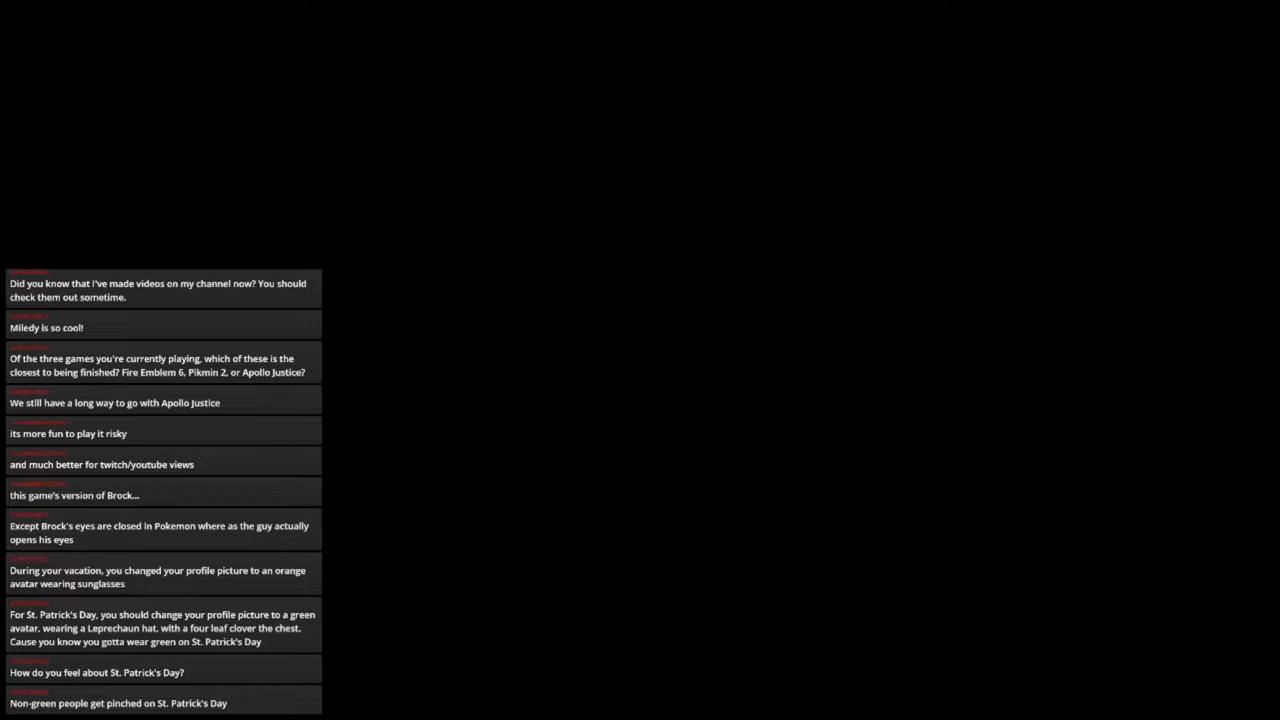 Did you know that I've made videos on my channel now? You should
check them out sometime.
Miledy is so cool!
Of the three games you're currently playing, which of these is the
closest to being finished? Fire Emblem 6, Pikmin 2, or Apollo Justice?
We still have a long way to go with Apollo Justice
its more fun to play it risky
and much better for twitch/youtube views
this game's version of Brock...
Except Brock's eyes are closed in Pokemon where as the guy actually
opens his eyes
During your vacation, you changed your profile picture to an orange
avatar wearing sunglasses
For St. Patrick's Day, you should change your profile picture to a green
avatar, wearing a Leprechaun hat, with a four leaf clover the chest.
Cause you know you gotta wear green on St. Patrick's Day
How do you feel about St. Patrick's Day?
Non-green people get pinched on St. Patrick's Day